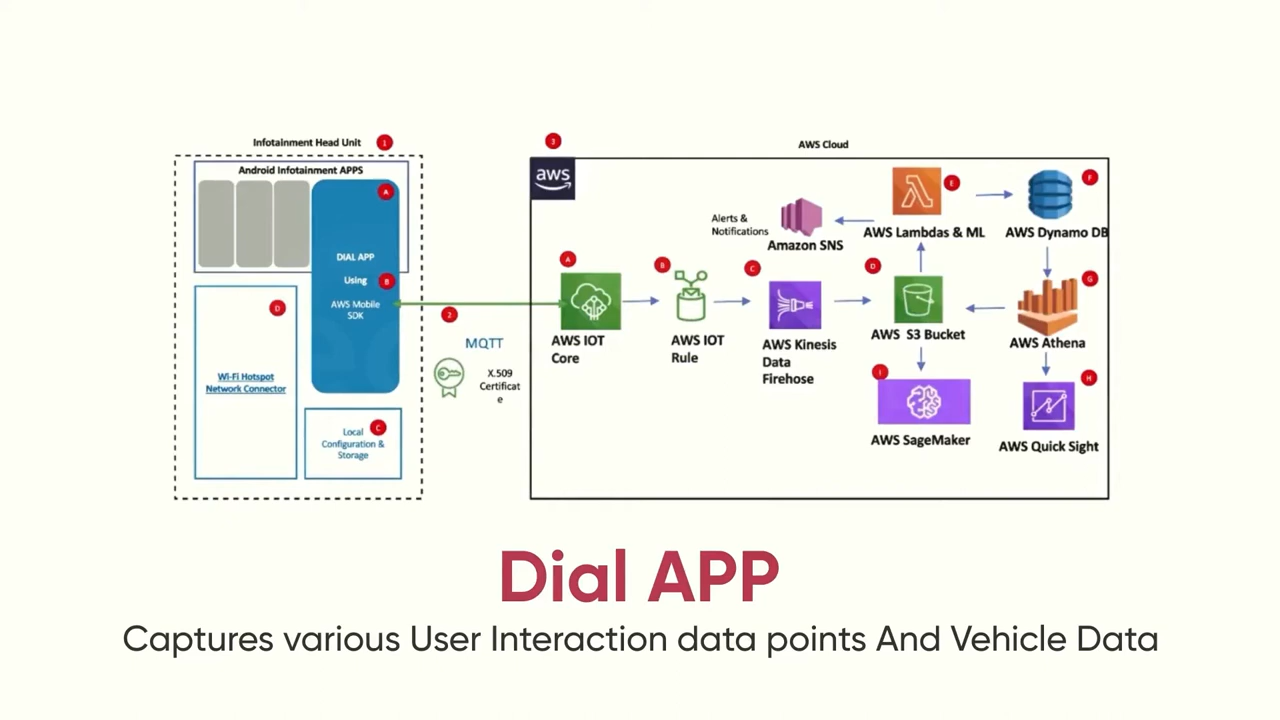 Infotainment Head Unit
1
Android Infotainment APPS
A
DIAL APP
Using
B
AWS Mobile
SDK
D
Wi-Fi Hotspot
Network Connector
C
Local
Configuration &
Storage
2
MQTT
X.509
Certificat
e
3
AWS Cloud
aws
A
AWS IOT
Core
B
AWS IOT
Rule
C
AWS Kinesis
Data
Firehose
D
AWS S3 Bucket
E
AWS Lambdas & ML
Alerts &
Notifications
Amazon SNS
F
AWS Dynamo DB
G
AWS Athena
H
AWS Quick Sight
I
AWS SageMaker
Dial APP
Captures various User Interaction data points And Vehicle Data